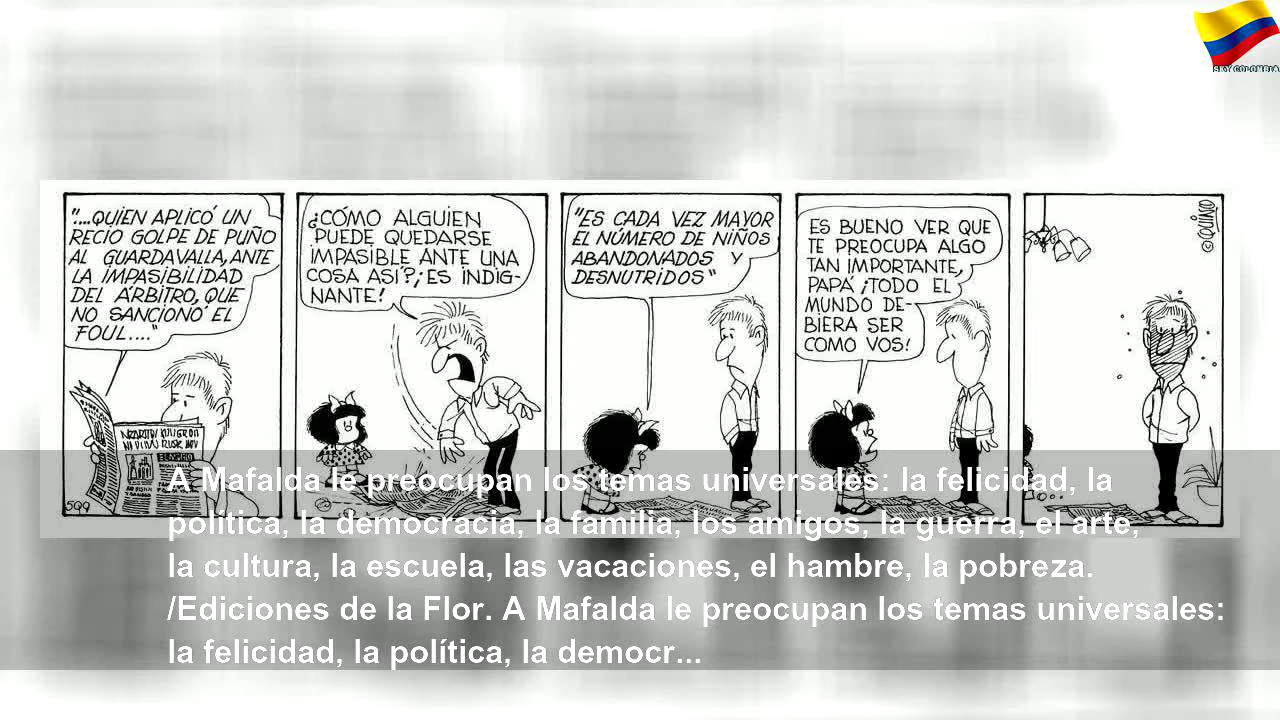 SKY COLOMBIA
"....QUIEN APLICÓ UN
RECIO GOLPE DE PUÑO
AL GUARDAVALLA, ANTE
LA IMPASIBILIDAD
DEL ÁRBITRO, QUE
NO SANCIONÓ EL
FOUL...."
¿CÓMO ALGUIEN
PUEDE QUEDARSE
IMPASIBLE ANTE UNA
COSA ASÍ?; ES INDIG-
NANTE!
"ES CADA VEZ MAYOR
EL NÚMERO DE NIÑOS
ABANDONADOS Y
DESNUTRIDOS"
ES BUENO VER QUE
TE PREOCUPA ALGO
TAN IMPORTANTE,
PAPÁ ¡TODO EL
MUNDO DE-
BIERA SER
COMO VOS!
©QUINO
599
A Mafalda le preocupan los temas universales: la felicidad, la
política, la democracia, la familia, los amigos, la guerra, el arte,
la cultura, la escuela, las vacaciones, el hambre, la pobreza.
/Ediciones de la Flor. A Mafalda le preocupan los temas universales:
la felicidad, la política, la democr...